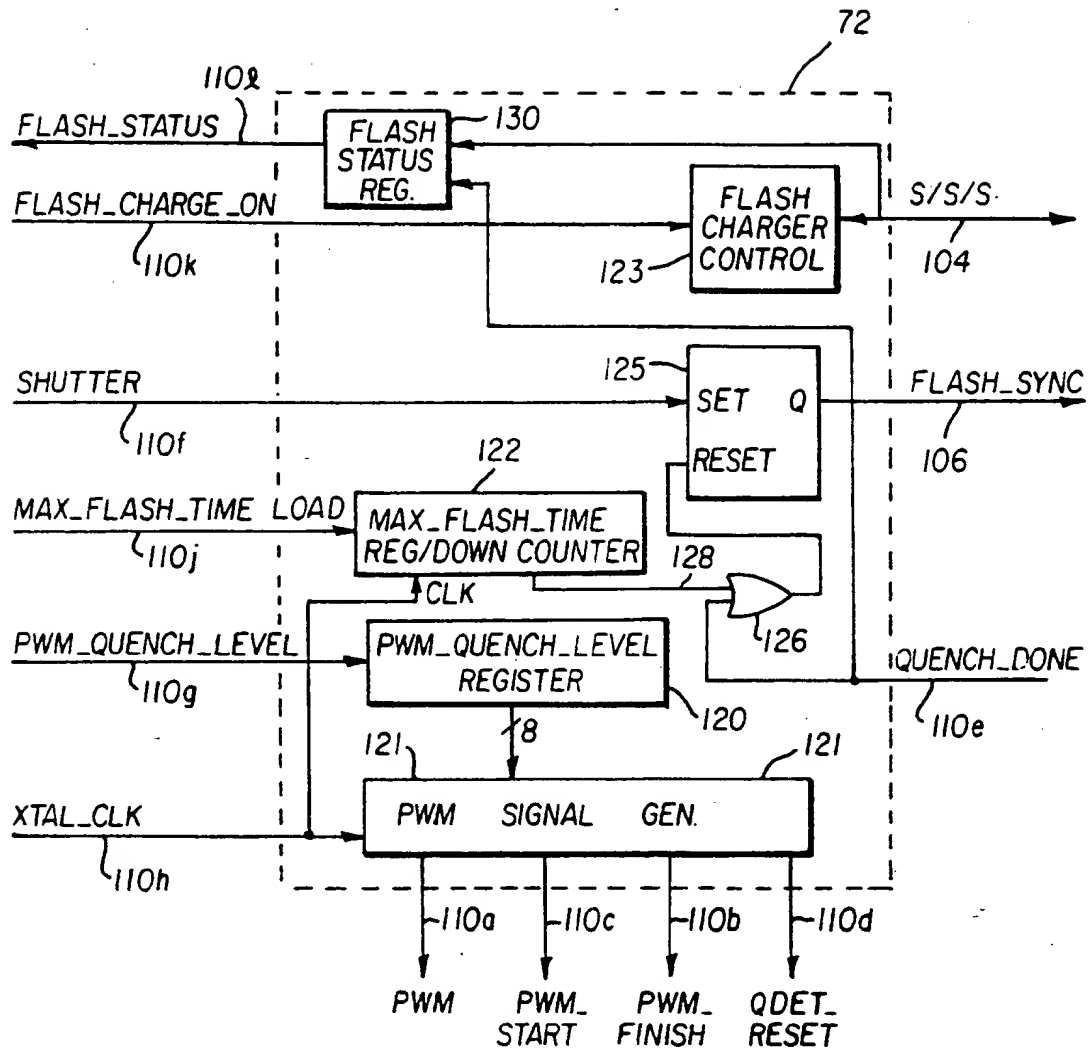 72
110l
FLASH_STATUS
FLASH STATUS REG.
130
FLASH_CHARGE_ON
110k
FLASH CHARGER CONTROL
123
S/S/S.
104
SHUTTER
110f
125
SET Q
RESET
FLASH_SYNC
106
122
MAX_FLASH_TIME LOAD
110j
MAX_FLASH_TIME
REG/DOWN COUNTER
CLK
128
126
PWM_QUENCH_LEVEL
110g
PWM_QUENCH_LEVEL
REGISTER
120
QUENCH_DONE
110e
8
121
121
XTAL_CLK
110h
PWM SIGNAL GEN.
110a
110c
110b
110d
PWM
PWM_
START
PWM_
FINISH
QDET_
RESET